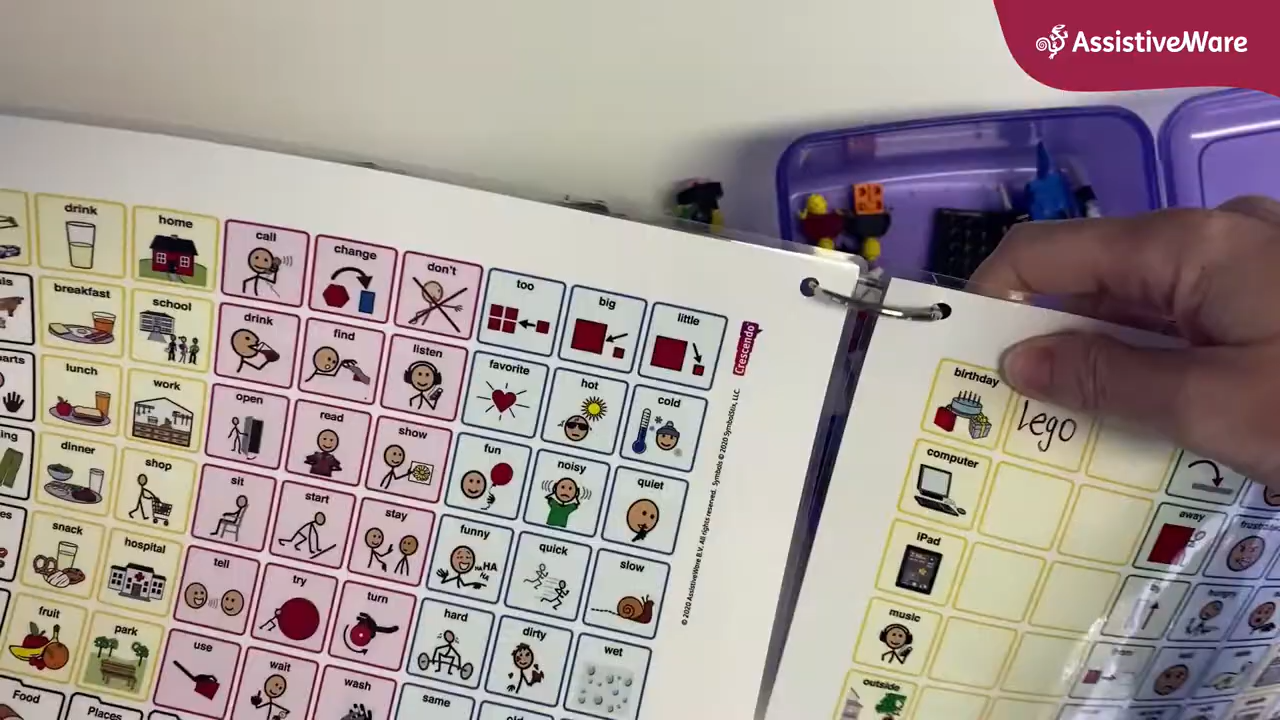 AssistiveWare
drink
home
call
change
don't
too
big
little
breakfast
school
drink
find
listen
favorite
hot
cold
lunch
work
open
read
show
fun
noisy
quiet
dinner
shop
sit
start
stay
funny
quick
slow
snack
hospital
tell
try
turn
hard
dirty
wet
fruit
park
use
wait
wash
same
Food
Places
HAHA
HA
Crescendo
© 2020 AssistiveWare B.V. All rights reserved. Symbols © 2020 SymbolStix, LLC.
birthday
Lego
computer
away
iPad
music
hungry
outside